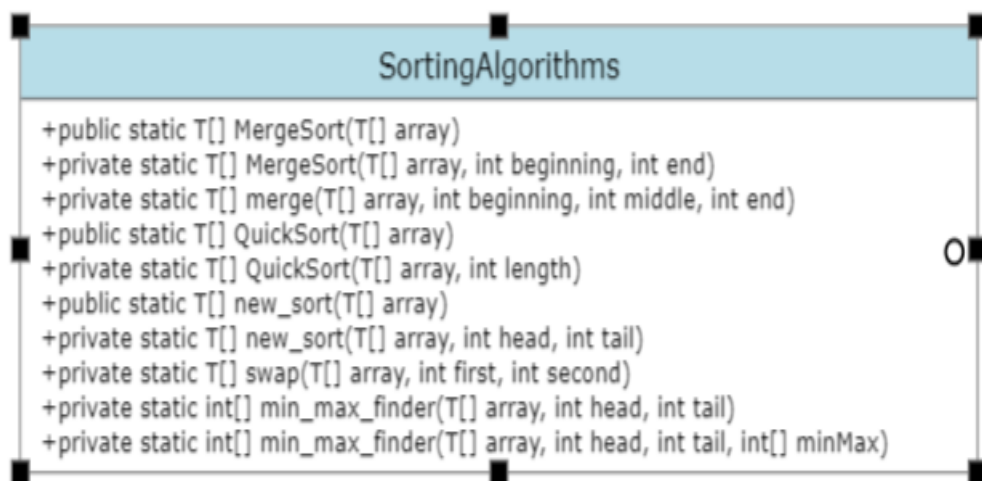 SortingAlgorithms
+public static T[] MergeSort(T[] array)
+private static T[] MergeSort(T[] array, int beginning, int end)
+private static T[] merge(T[] array, int beginning, int middle, int end)
+public static T[] QuickSort(T[] array)
+private static T[] QuickSort(T[] array, int length)
+public static T[] new_sort(T[] array)
+private static T[] new_sort(T[] array, int head, int tail)
+private static T[] swap(T[] array, int first, int second)
+private static int[] min_max_finder(T[] array, int head, int tail)
+private static int[] min_max_finder(T[] array, int head, int tail, int[] minMax)